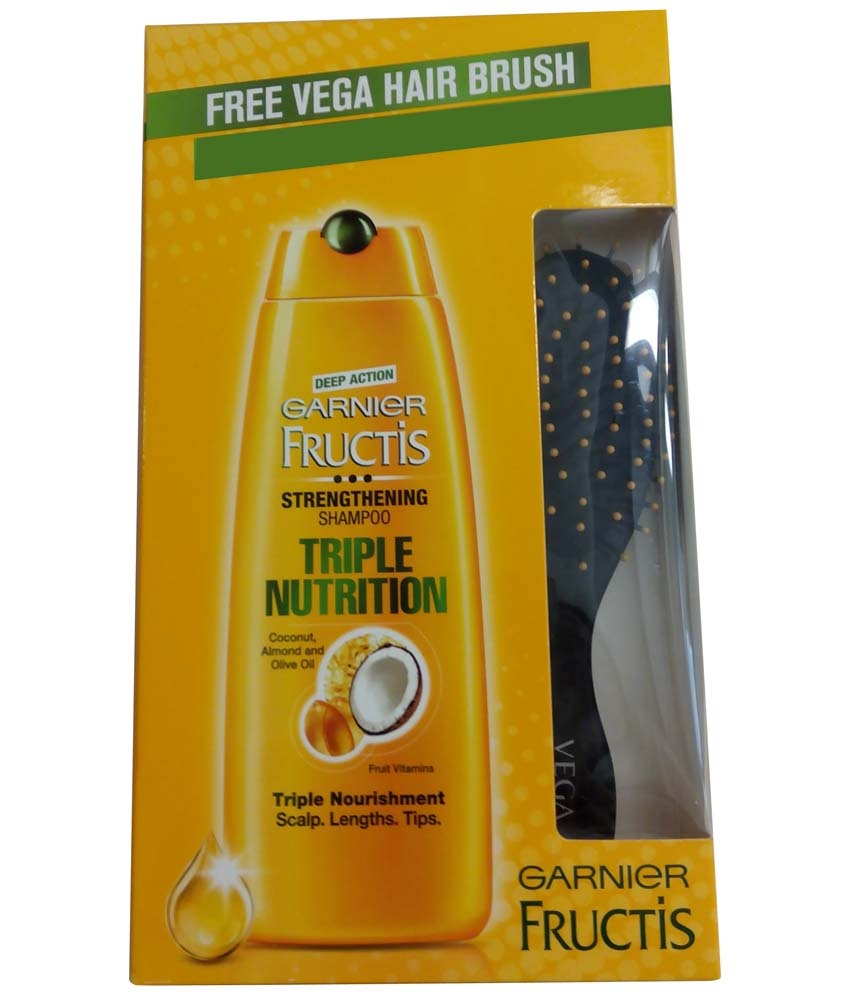 FREE VEGA HAIR BRUSH
DEEP ACTION
GARNIER
FRUCTIS
STRENGTHENING
SHAMPOO
TRIPLE
NUTRITION
Coconut,
Almond and
Olive Oil
Fruit Vitamins
Triple Nourishment
Scalp. Lengths. Tips.
VEGA
GARNIER
FRUCTIS